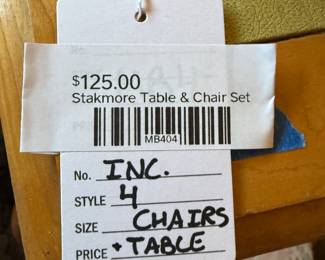 $125.00
Stakmore Table & Chair Set
MB404
No. INC.
STYLE 4
SIZE CHAIRS
PRICE + TABLE